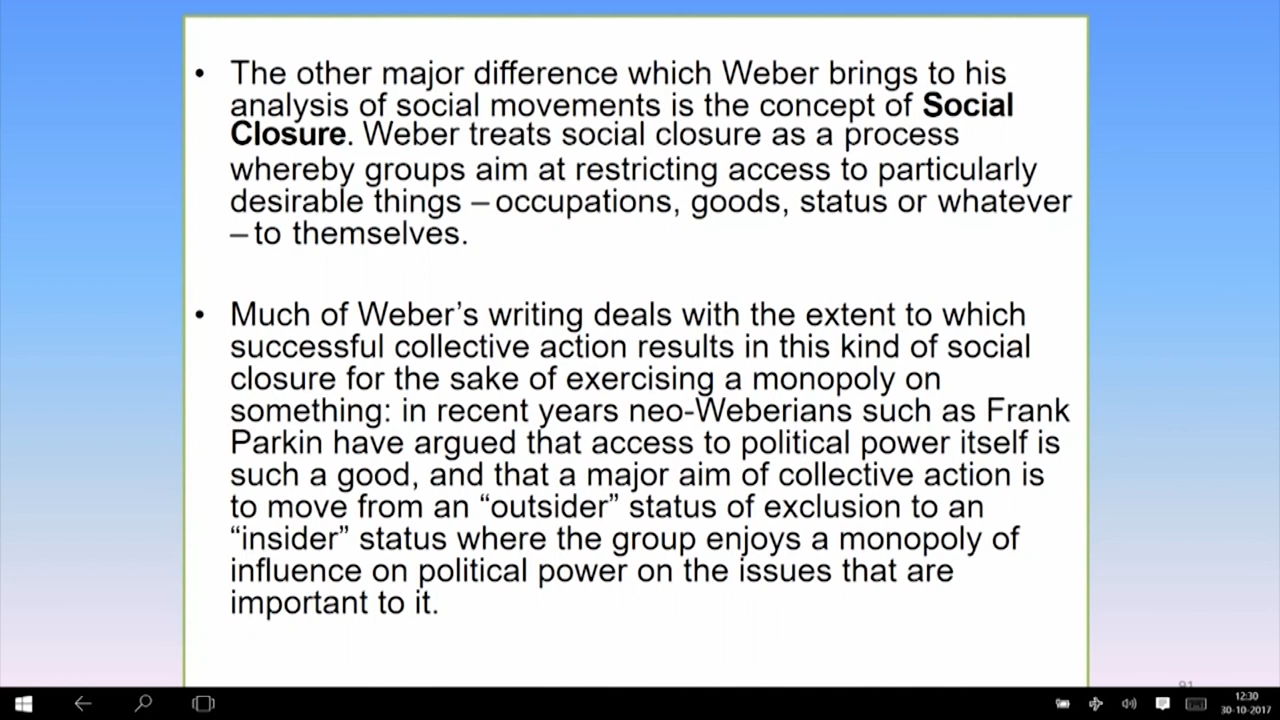 • The other major difference which Weber brings to his
analysis of social movements is the concept of Social
Closure. Weber treats social closure as a process
whereby groups aim at restricting access to particularly
desirable things – occupations, goods, status or whatever
– to themselves.
• Much of Weber’s writing deals with the extent to which
successful collective action results in this kind of social
closure for the sake of exercising a monopoly on
something: in recent years neo-Weberians such as Frank
Parkin have argued that access to political power itself is
such a good, and that a major aim of collective action is
to move from an “outsider” status of exclusion to an
“insider” status where the group enjoys a monopoly of
influence on political power on the issues that are
important to it.
12:30
30-10-2017